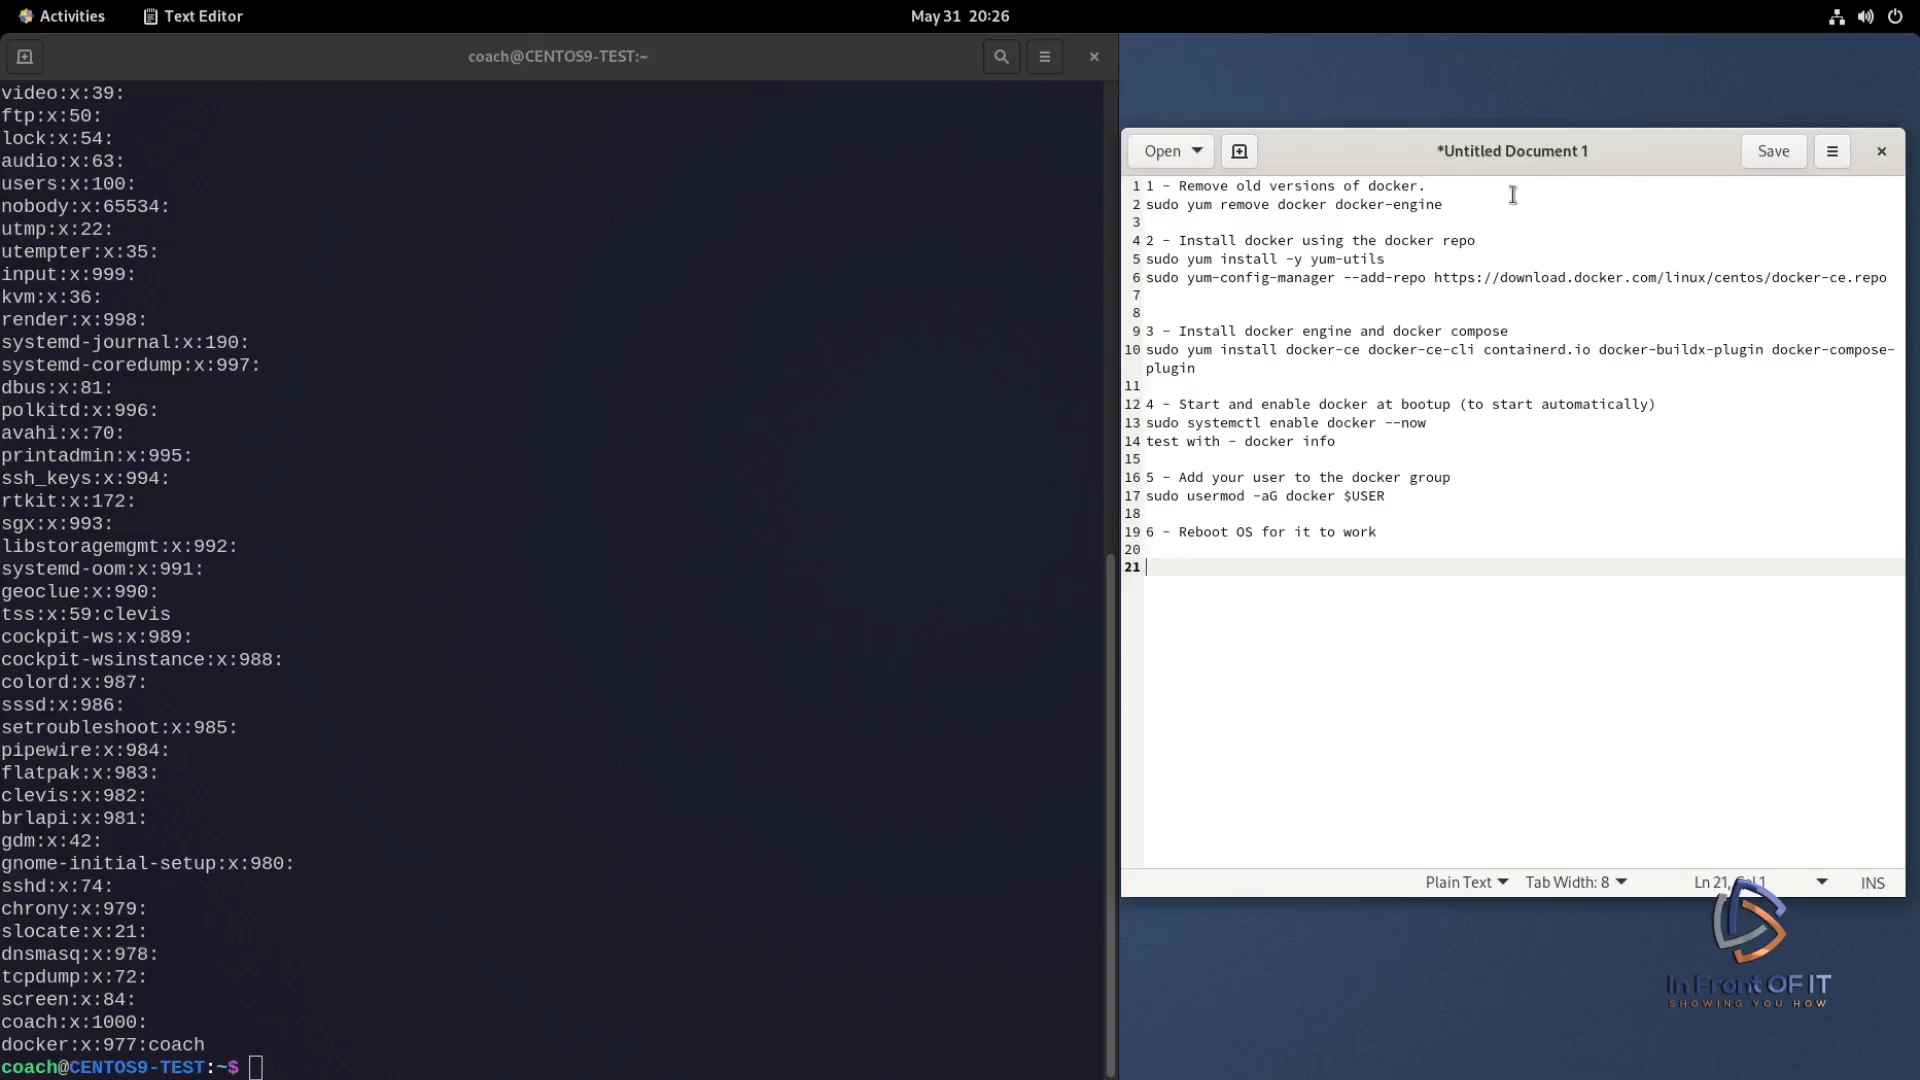 Activities
Text Editor
May 31 20:26
coach@CENTOS9-TEST:~
video:x:39:
ftp:x:50:
lock:x:54:
audio:x:63:
users:x:100:
nobody:x:65534:
utmp:x:22:
utempter:x:35:
input:x:999:
kvm:x:36:
render:x:998:
systemd-journal:x:190:
systemd-coredump:x:997:
dbus:x:81:
polkitd:x:996:
avahi:x:70:
printadmin:x:995:
ssh_keys:x:994:
rtkit:x:172:
sgx:x:993:
libstoragemgmt:x:992:
systemd-oom:x:991:
geoclue:x:990:
tss:x:59:clevis
cockpit-ws:x:989:
cockpit-wsinstance:x:988:
colord:x:987:
sssd:x:986:
setroubleshoot:x:985:
pipewire:x:984:
flatpak:x:983:
clevis:x:982:
brlapi:x:981:
gdm:x:42:
gnome-initial-setup:x:980:
sshd:x:74:
chrony:x:979:
slocate:x:21:
dnsmasq:x:978:
tcpdump:x:72:
screen:x:84:
coach:x:1000:
docker:x:977:coach
coach@CENTOS9-TEST:~$
Open
*Untitled Document 1
Save
1 1 - Remove old versions of docker.
2 sudo yum remove docker docker-engine
3
4 2 - Install docker using the docker repo
5 sudo yum install -y yum-utils
6 sudo yum-config-manager --add-repo https://download.docker.com/linux/centos/docker-ce.repo
7
8
9 3 - Install docker engine and docker compose
10 sudo yum install docker-ce docker-ce-cli containerd.io docker-buildx-plugin docker-compose-
plugin
11
12 4 - Start and enable docker at bootup (to start automatically)
13 sudo systemctl enable docker --now
14 test with - docker info
15
16 5 - Add your user to the docker group
17 sudo usermod -aG docker $USER
18
19 6 - Reboot OS for it to work
20
21
Plain Text
Tab Width: 8
Ln 21, Col 1
INS
In Front OF IT
SHOWING YOU HOW